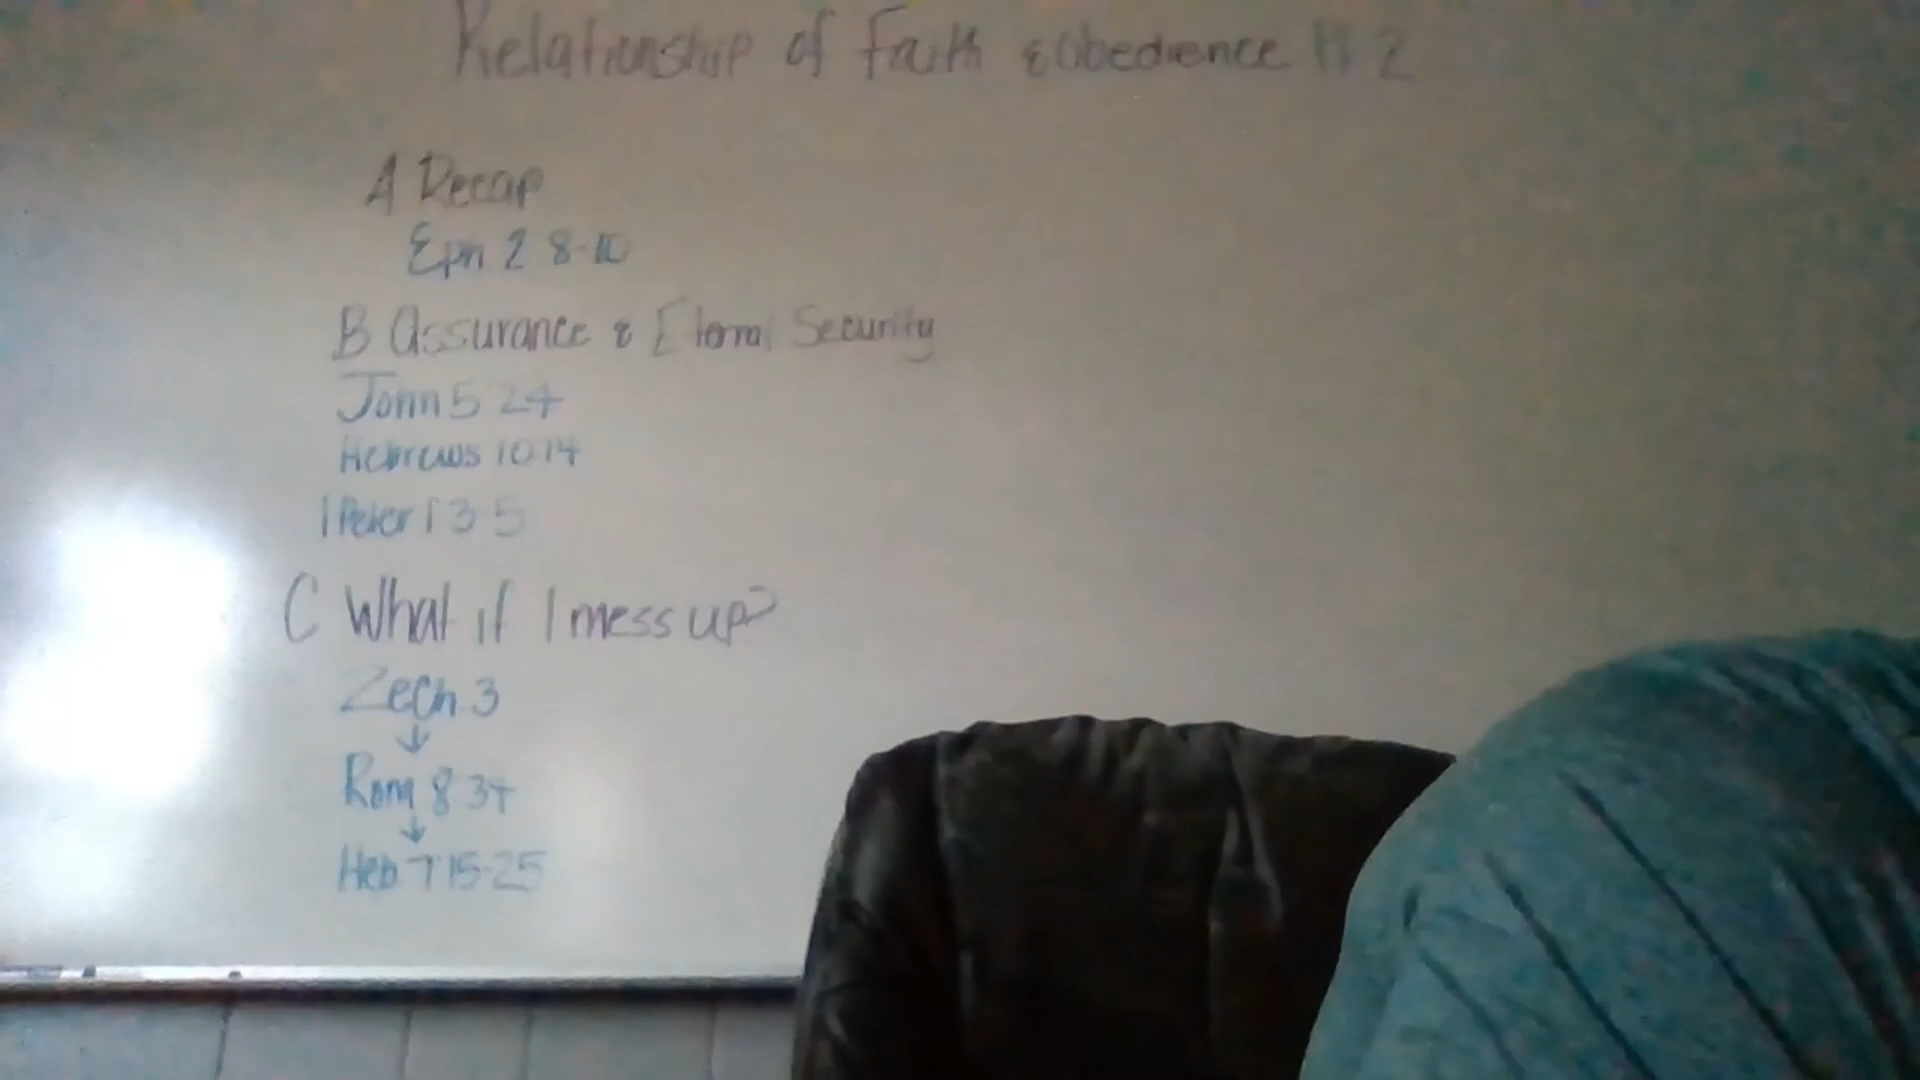 Relationship of Faith & Obedience Pt 2
A Recap
Eph 2 8-10
B Assurance & Eternal Security
John 5 24
Hebrews 10 14
1 Peter 1 3-5
C What if I mess up?
Zech 3
↓
Rom 8 34
↓
Heb 7 15-25